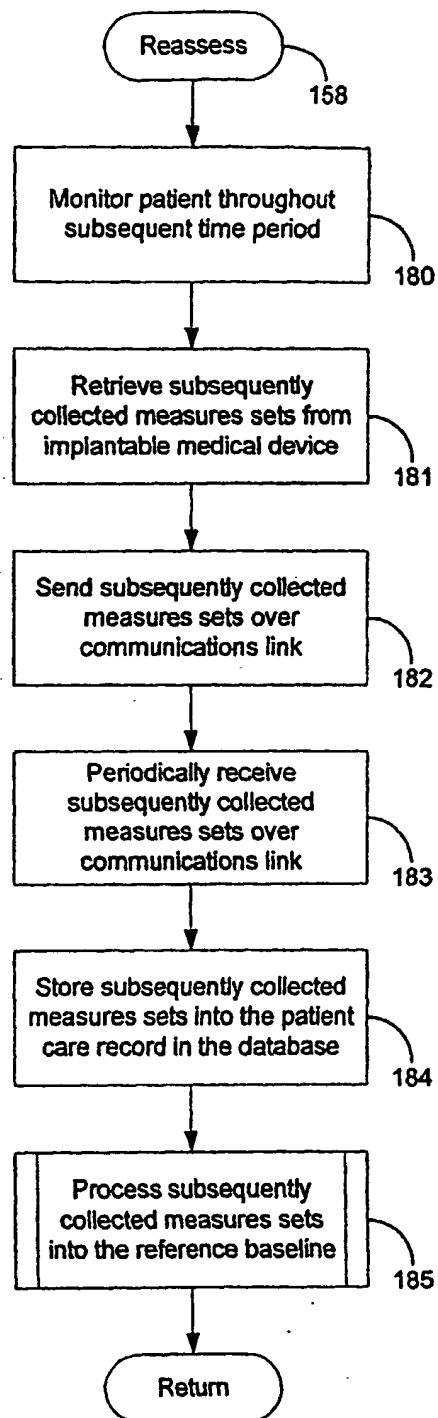 Reassess
158
Monitor patient throughout
subsequent time period
180
Retrieve subsequently
collected measures sets from
implantable medical device
181
Send subsequently collected
measures sets over
communications link
182
Periodically receive
subsequently collected
measures sets over
communications link
183
Store subsequently collected
measures sets into the patient
care record in the database
184
Process subsequently
collected measures sets
into the reference baseline
185
Return